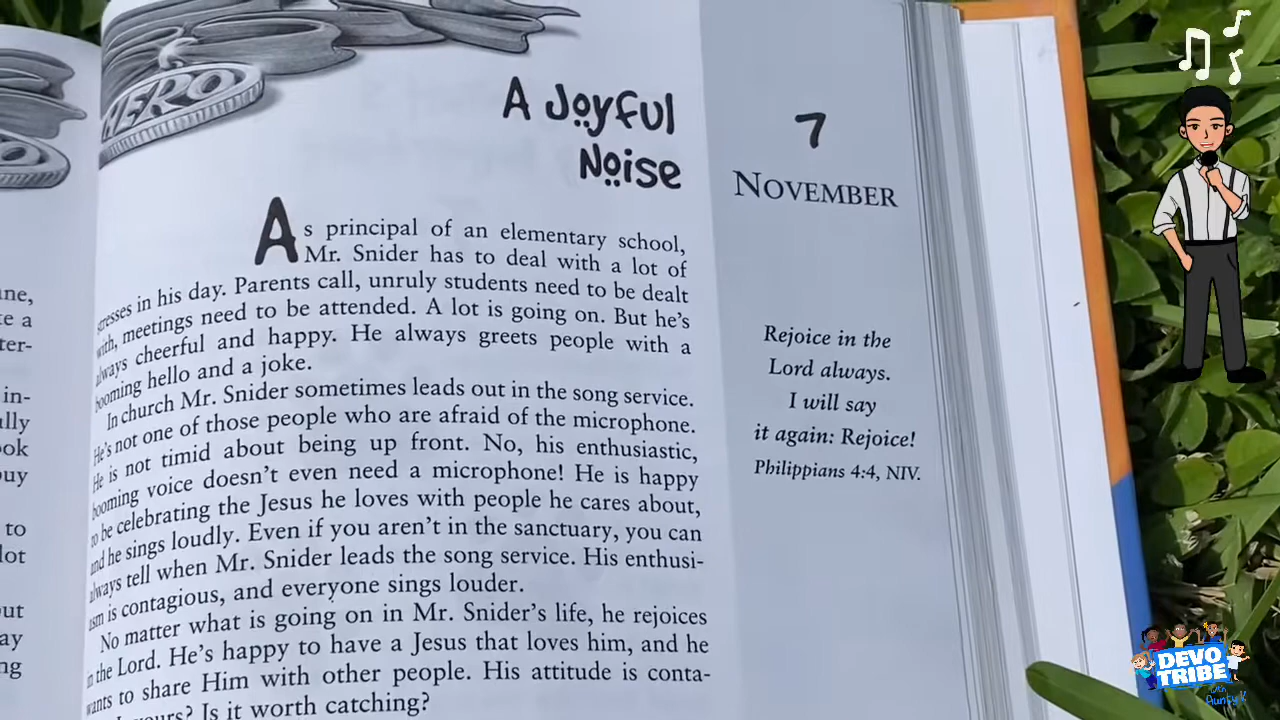 HERO
A Joyful
Noise
7
NOVEMBER
As principal of an elementary school,
Mr. Snider has to deal with a lot of
stresses in his day. Parents call, unruly students need to be dealt
with, meetings need to be attended. A lot is going on. But he's
always cheerful and happy. He always greets people with a
booming hello and a joke.
In church Mr. Snider sometimes leads out in the song service.
He's not one of those people who are afraid of the microphone.
He is not timid about being up front. No, his enthusiastic,
booming voice doesn't even need a microphone! He is happy
to be celebrating the Jesus he loves with people he cares about,
and he sings loudly. Even if you aren't in the sanctuary, you can
always tell when Mr. Snider leads the song service. His enthusi-
asm is contagious, and everyone sings louder.
No matter what is going on in Mr. Snider's life, he rejoices
in the Lord. He's happy to have a Jesus that loves him, and he
wants to share Him with other people. His attitude is conta-
yours? Is it worth catching?
Rejoice in the
Lord always.
I will say
it again: Rejoice!
Philippians 4:4, NIV.
in-
ook
to
DEVO
TRIBE
with
Aunty V.